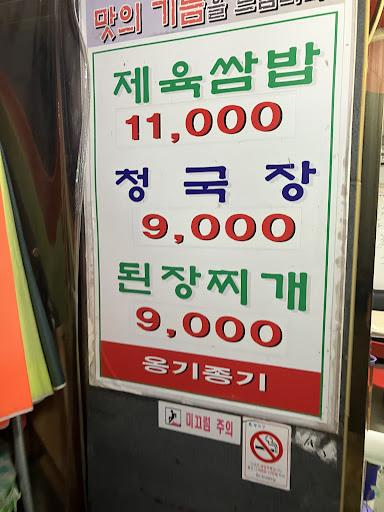 맛의 기쁨을
제육쌈밥
11,000
청국장
9,000
된장찌개
9,000
옹기종기
미끄럼 주의